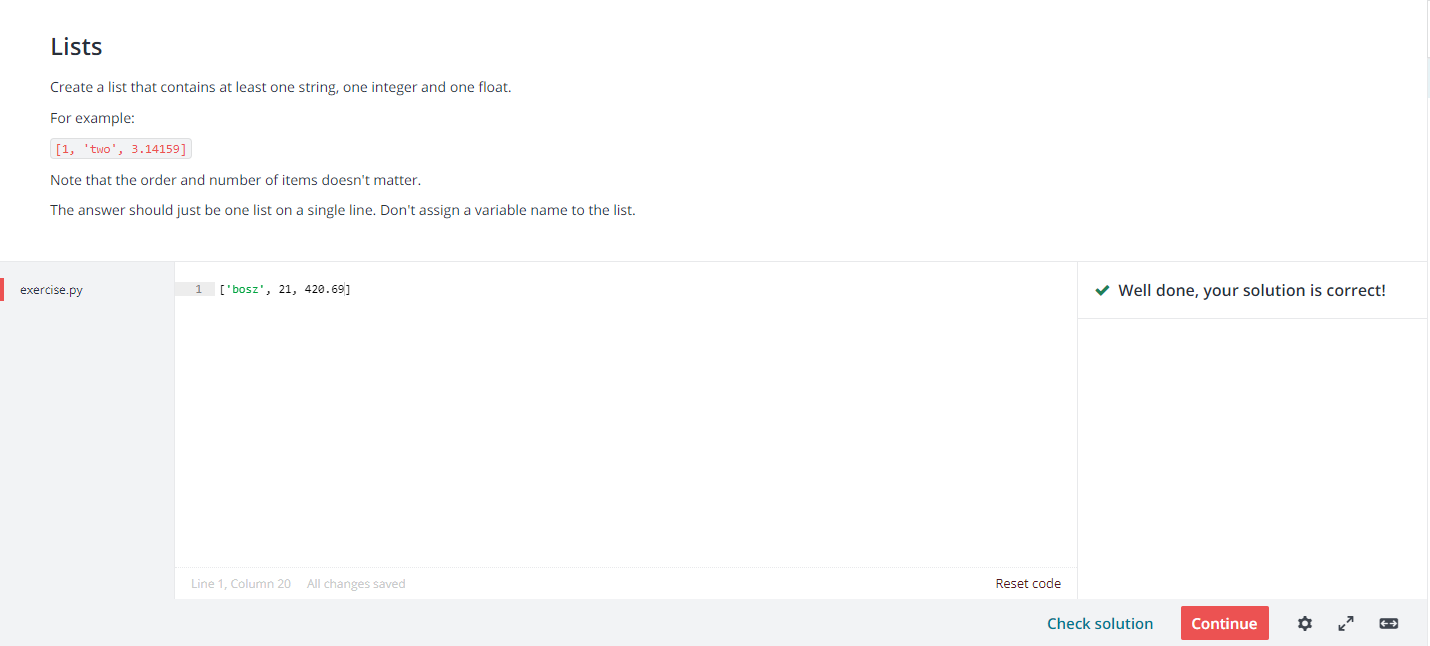 Lists
Create a list that contains at least one string, one integer and one float.
For example:
[1, 'two', 3.14159]
Note that the order and number of items doesn't matter.
The answer should just be one list on a single line. Don't assign a variable name to the list.
exercise.py
1 ['bosz', 21, 420.69]
Well done, your solution is correct!
Line 1, Column 20 All changes saved Reset code
Check solution Continue